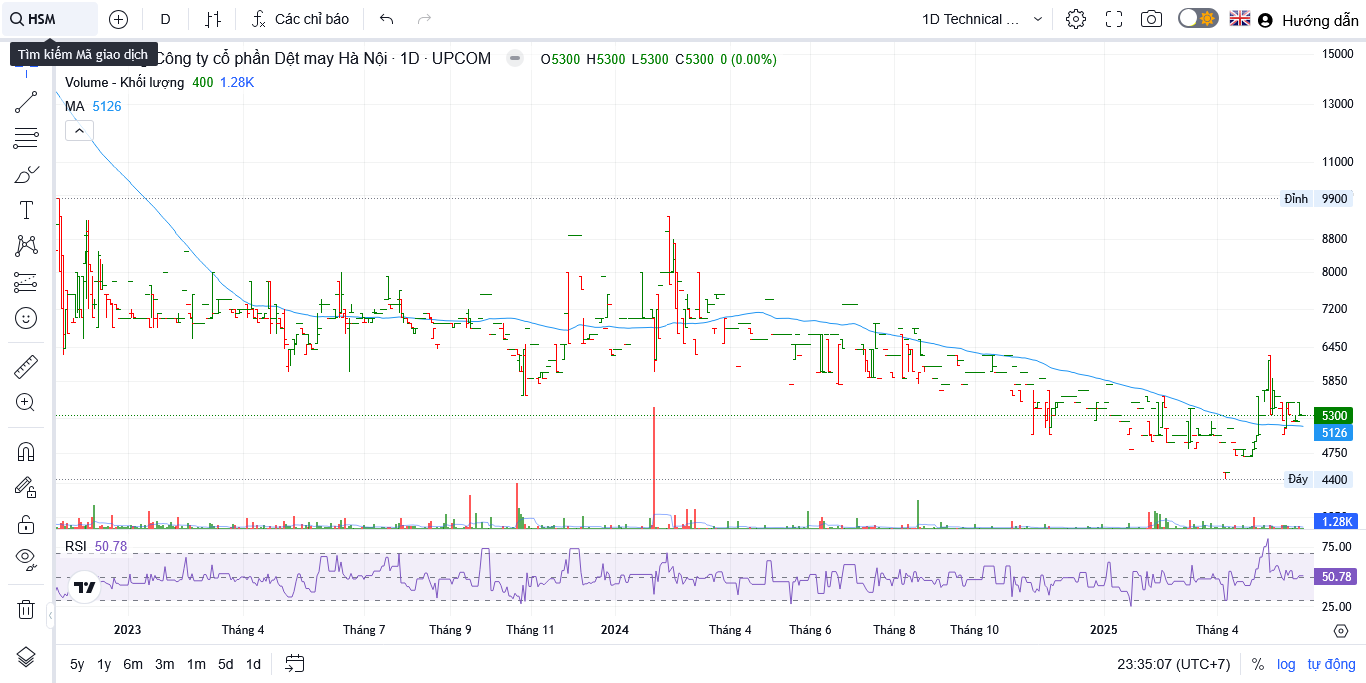 HSM D Các chỉ báo 1D Technical ... Hướng dẫn
Tìm kiếm Mã giao dịch
Công ty cổ phần Dệt may Hà Nội · 1D · UPCOM O5300 H5300 L5300 C5300 0 (0.00%)
Volume - Khối lượng 400 1.28K
MA 5126
15000
13000
11000
Đỉnh 9900
8800
8000
7200
6450
5850
5300
5126
4750
Đáy 4400
1.28K
RSI 50.78
75.00
50.78
25.00
2023 Tháng 4 Tháng 7 Tháng 9 Tháng 11 2024 Tháng 4 Tháng 6 Tháng 8 Tháng 10 2025 Tháng 4
5y 1y 6m 3m 1m 5d 1d 23:35:07 (UTC+7) % log tự động